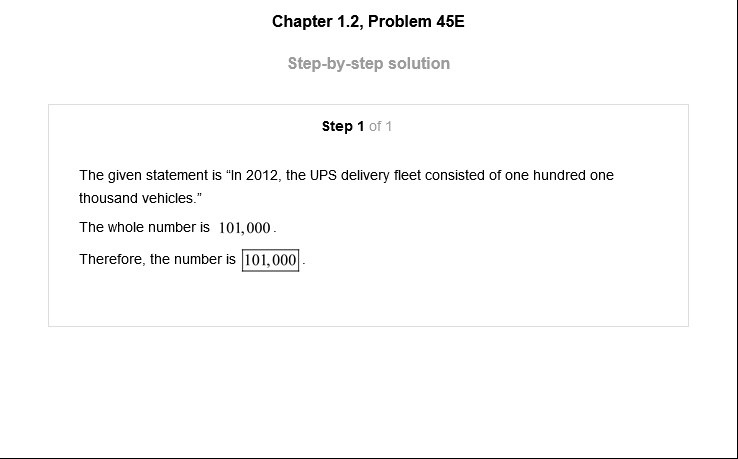 Chapter 1.2, Problem 45E
Step-by-step solution
Step 1 of 1
The given statement is “In 2012, the UPS delivery fleet consisted of one hundred one
thousand vehicles.”
The whole number is 101,000.
Therefore, the number is 101,000.